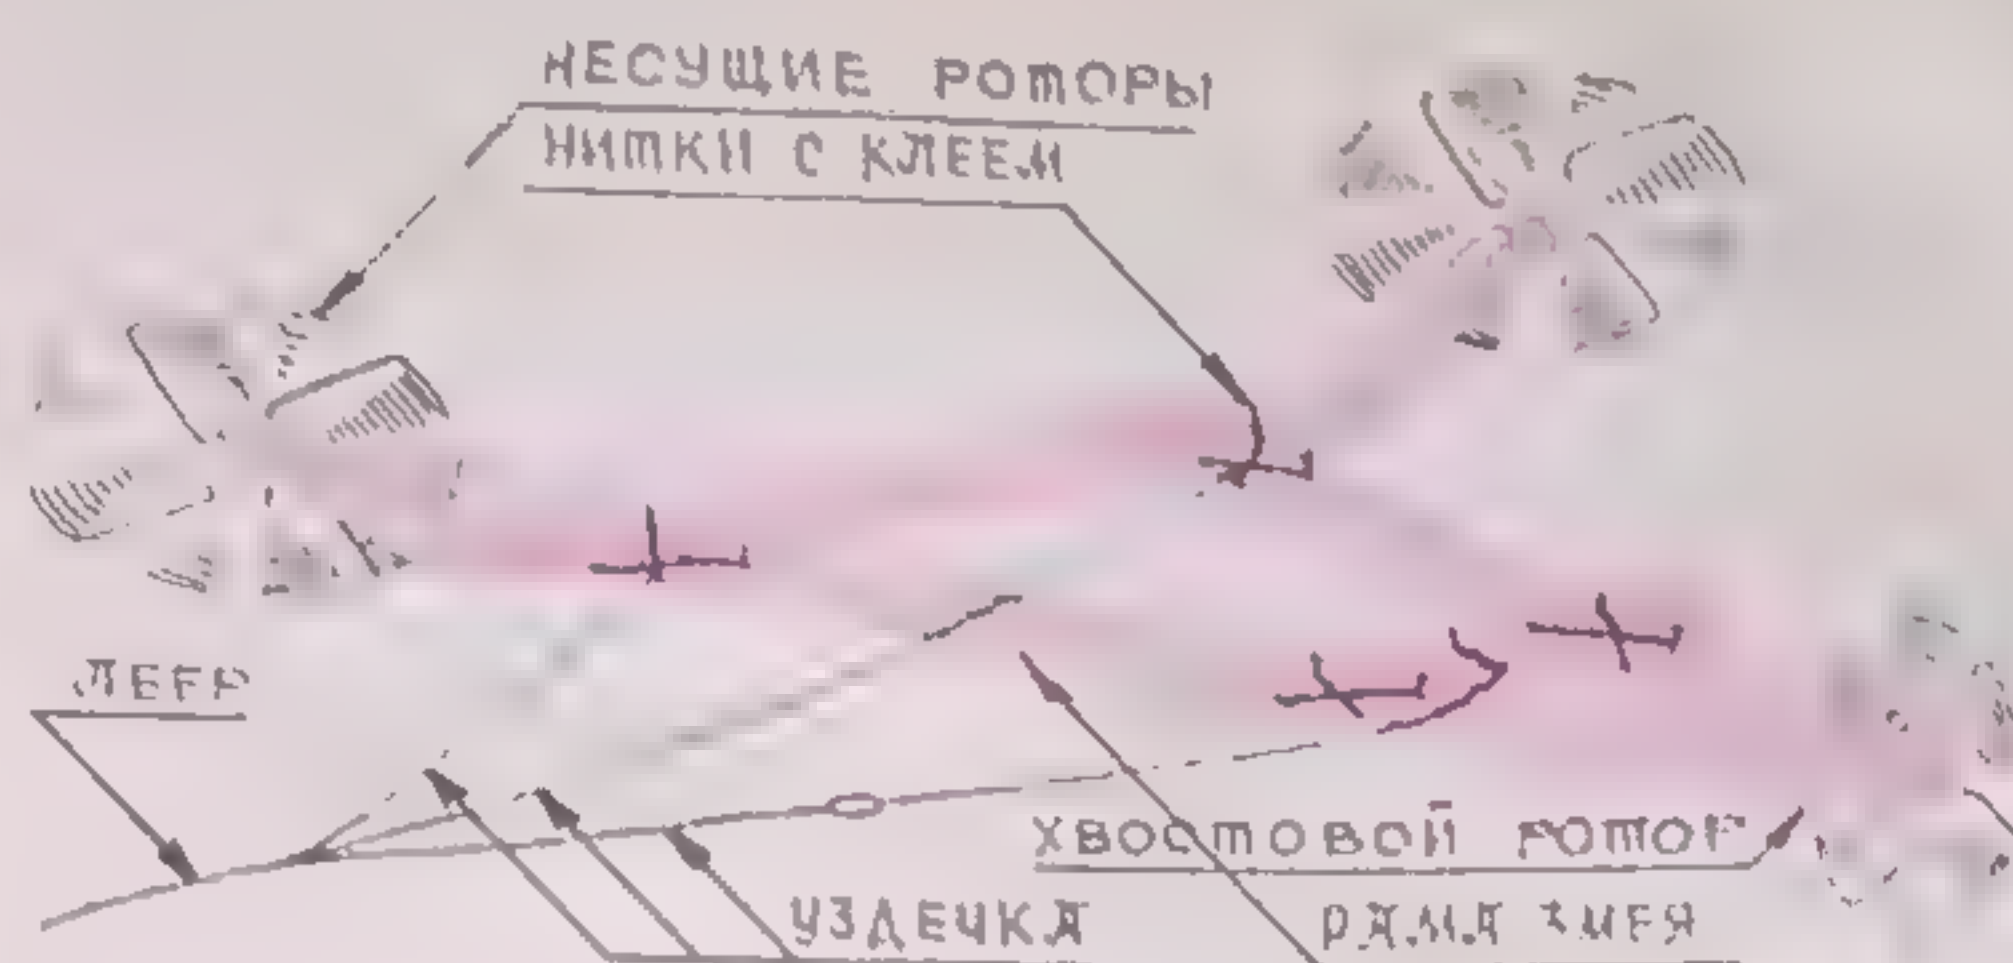 НЕСУЩИЕ РОТОРЫ
НИТКИ С КЛЕЕМ
ЛЕЕР
ХВОСТОВОЙ РОТОР
УЗДЕЧКА
РАМА ЗМЕЯ